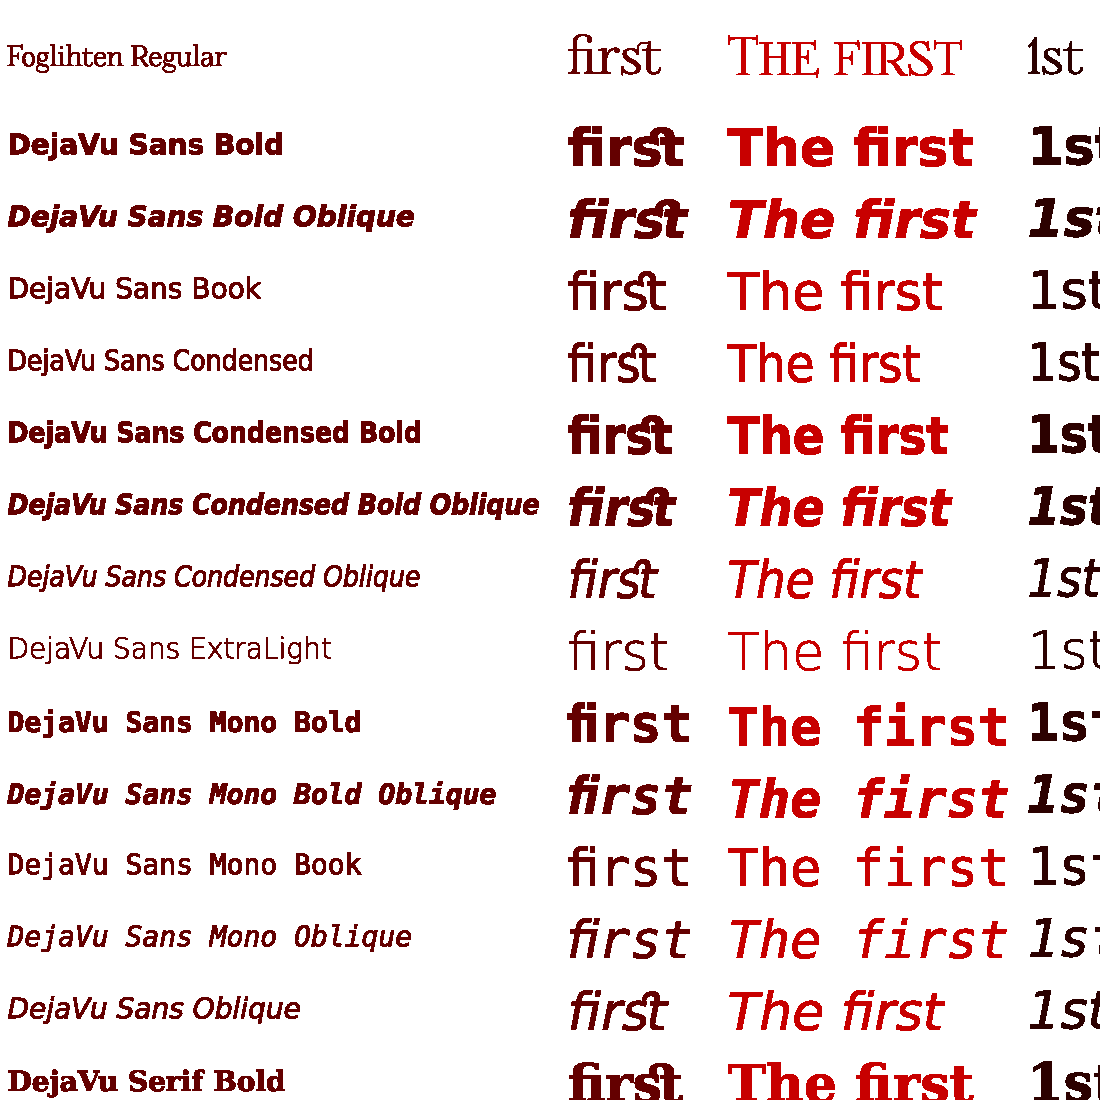 Foglihten Regular first THE FIRST 1st
DejaVu Sans Bold first The first 1st
DejaVu Sans Bold Oblique first The first 1st
DejaVu Sans Book first The first 1st
DejaVu Sans Condensed first The first 1st
DejaVu Sans Condensed Bold first The first 1st
DejaVu Sans Condensed Bold Oblique first The first 1st
DejaVu Sans Condensed Oblique first The first 1st
DejaVu Sans ExtraLight first The first 1st
DejaVu Sans Mono Bold first The first 1st
DejaVu Sans Mono Bold Oblique first The first 1st
DejaVu Sans Mono Book first The first 1st
DejaVu Sans Mono Oblique first The first 1st
DejaVu Sans Oblique first The first 1st
DejaVu Serif Bold first The first 1st